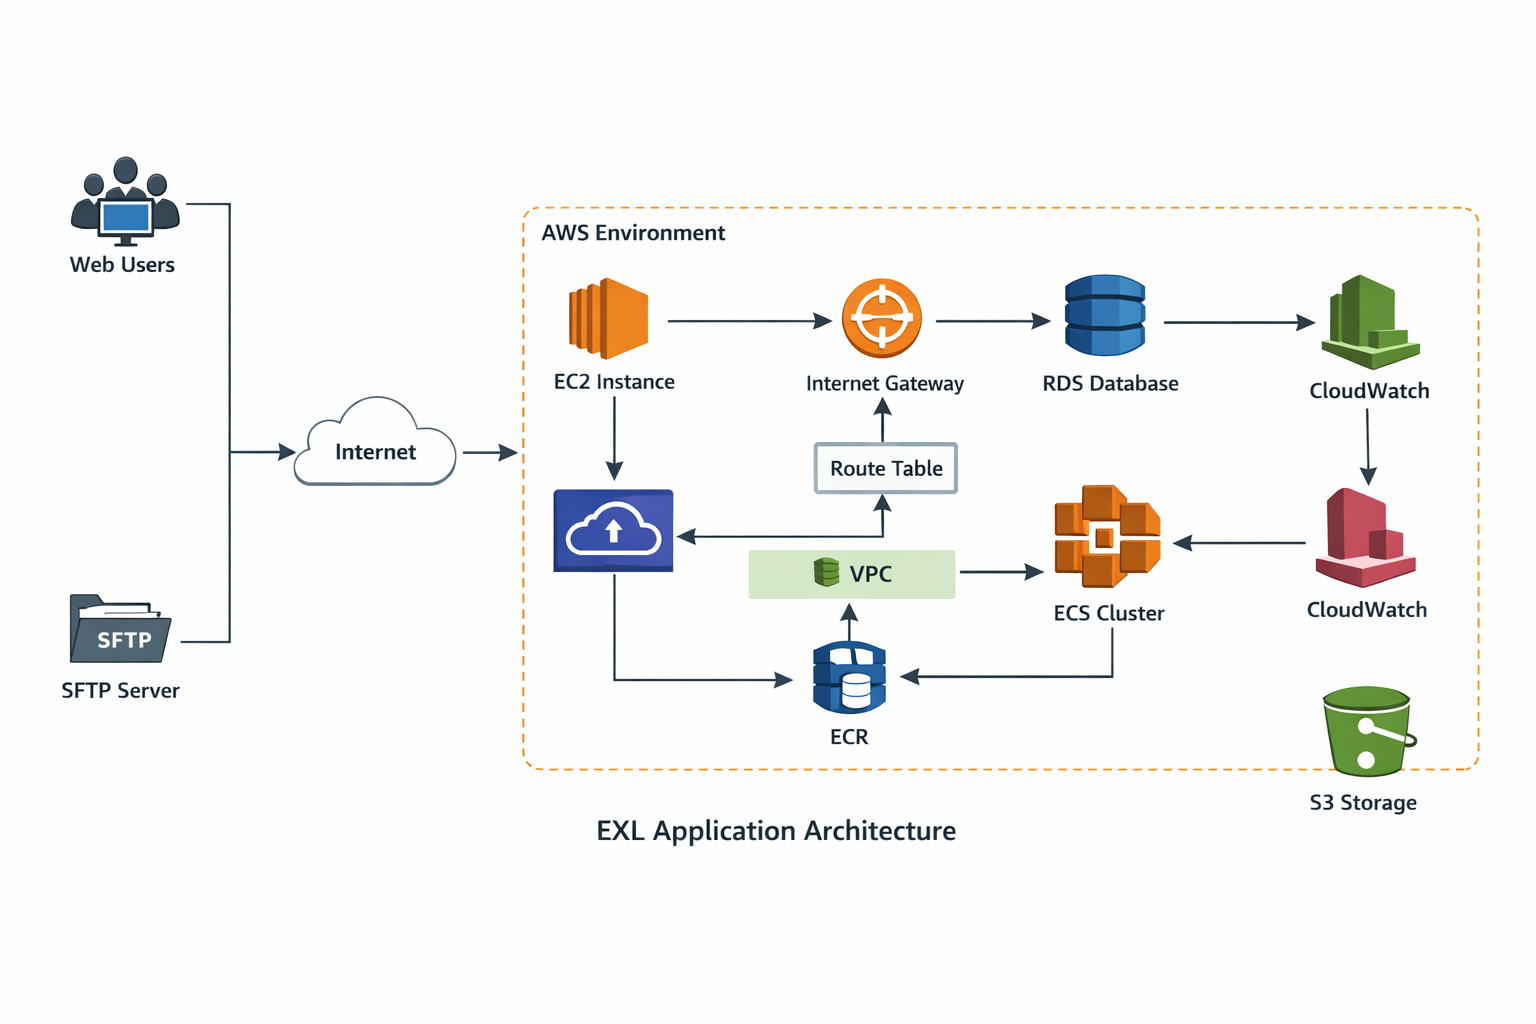 Web Users
AWS Environment
EC2 Instance
Internet Gateway
RDS Database
CloudWatch
Internet
Route Table
VPC
ECS Cluster
CloudWatch
SFTP
SFTP Server
ECR
S3 Storage
EXL Application Architecture